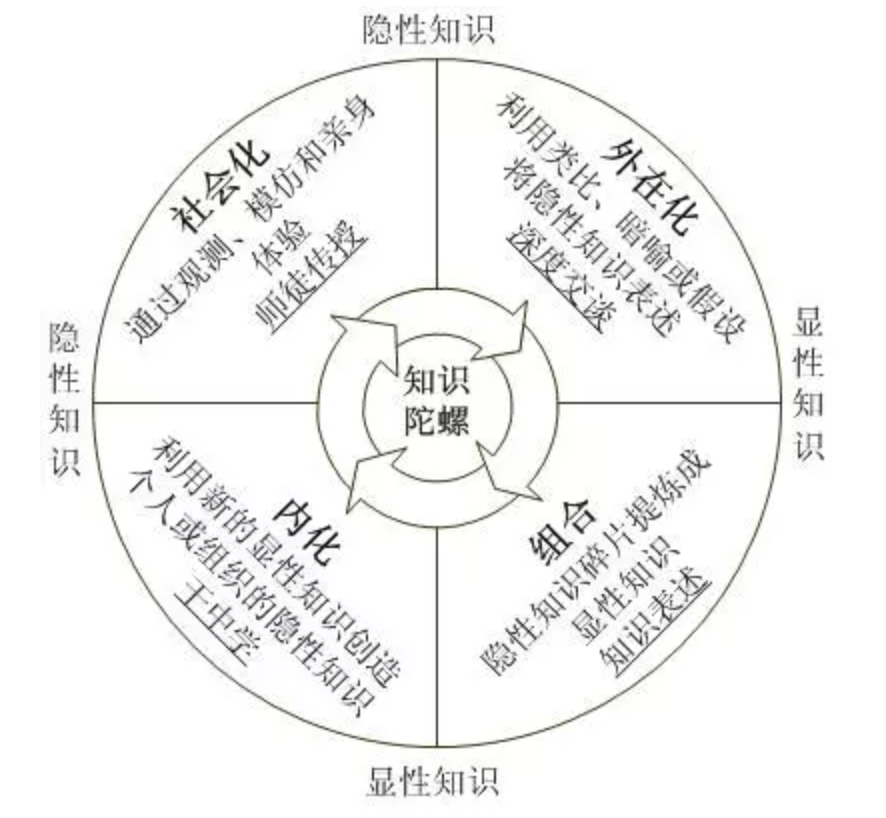 隐性知识
社会化
通过观测、模仿和亲身
体验
师徒传授
外在化
利用类比、暗喻或假设
将隐性知识表述
深度交谈
隐性知识
显性知识
知识
陀螺
内化
利用新的显性知识创造
个人或组织的隐性知识
干中学
组合
隐性知识碎片提炼成
显性知识
知识表述
显性知识